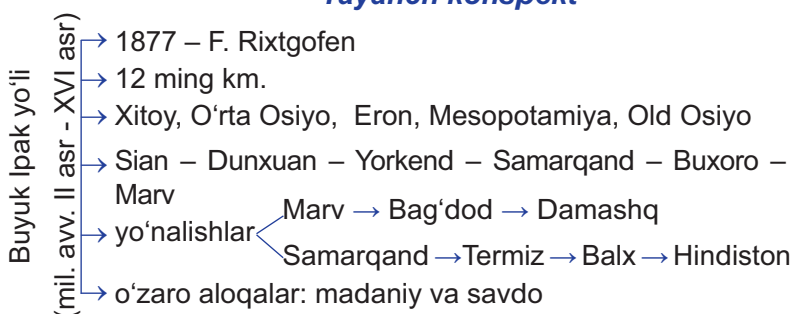 Tayanch konspekt
Buyuk Ipak yo‘li
(mil. avv. II asr - XVI asr)
→ 1877 – F. Rixtgofen
→ 12 ming km.
→ Xitoy, O‘rta Osiyo, Eron, Mesopotamiya, Old Osiyo
→ Sian – Dunxuan – Yorkend – Samarqand – Buxoro –
Marv
→ yo‘nalishlar
Marv → Bag‘dod → Damashq
Samarqand → Termiz → Balx → Hindiston
→ o‘zaro aloqalar: madaniy va savdo